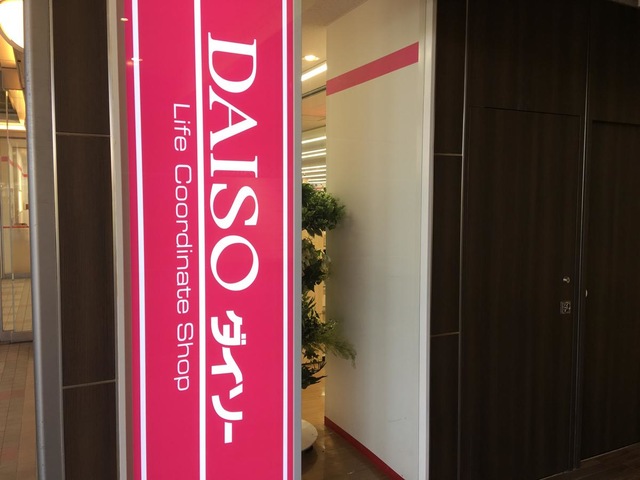 DAISO ダイソー
Life Coordinate Shop